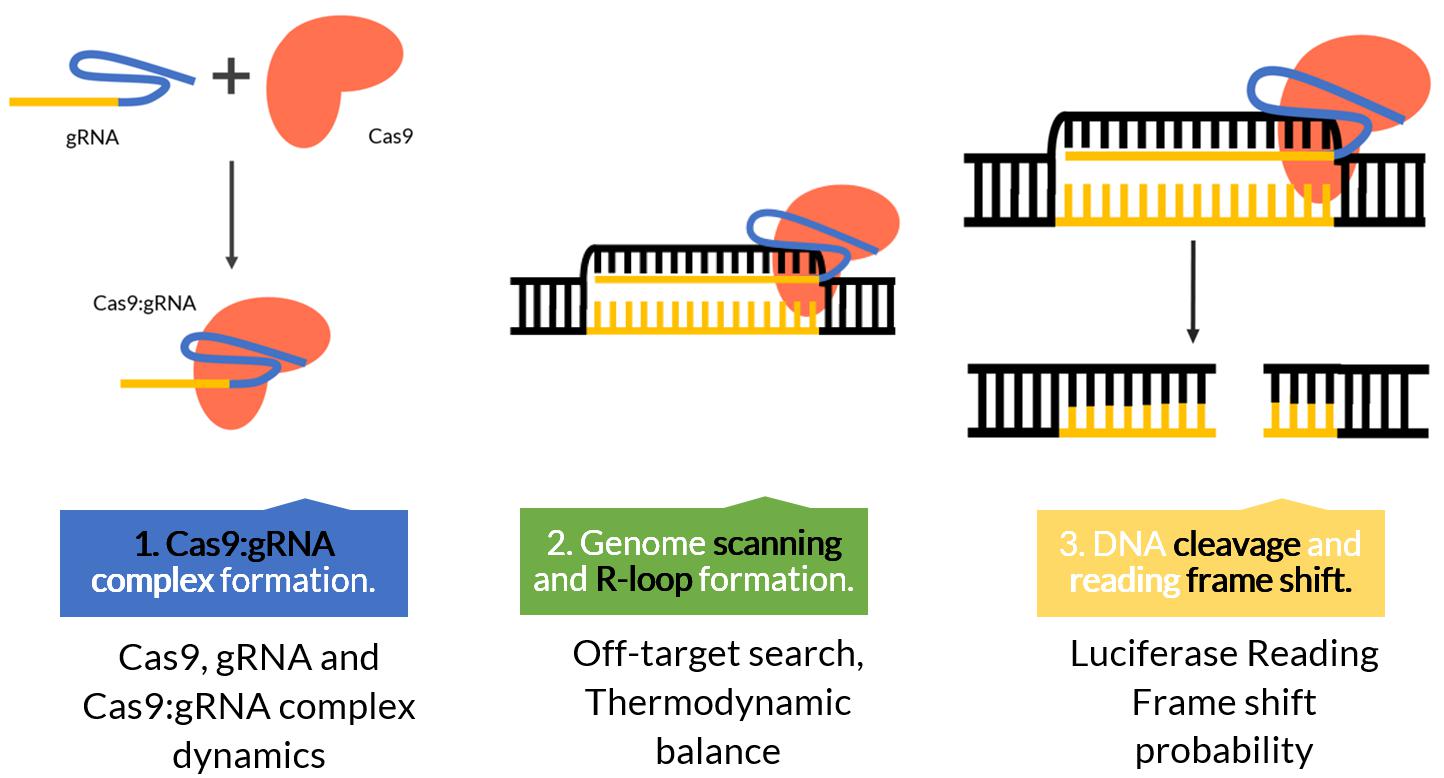 +
gRNA
Cas9
Cas9:gRNA
1. Cas9:gRNA
complex formation.
Cas9, gRNA and
Cas9:gRNA complex
dynamics
2. Genome scanning
and R-loop formation.
Off-target search,
Thermodynamic
balance
3. DNA cleavage and
reading frame shift.
Luciferase Reading
Frame shift
probability